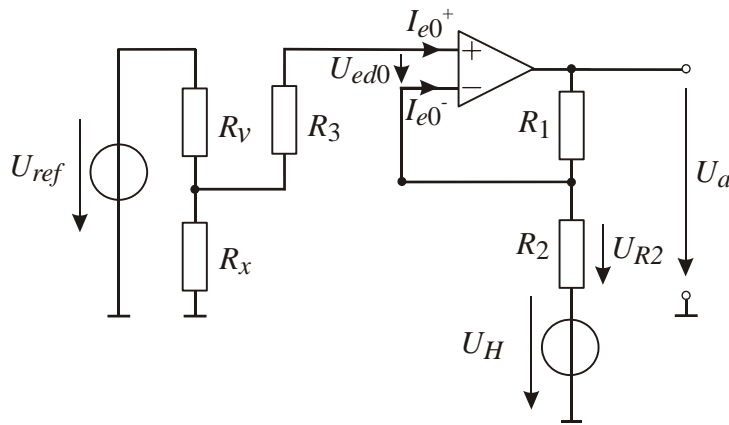 I_{e0}^{+}
U_{ed0}
+
−
I_{e0}^{-}
R_v
R_3
R_1
U_{ref}
U_a
R_x
R_2
U_{R2}
U_H